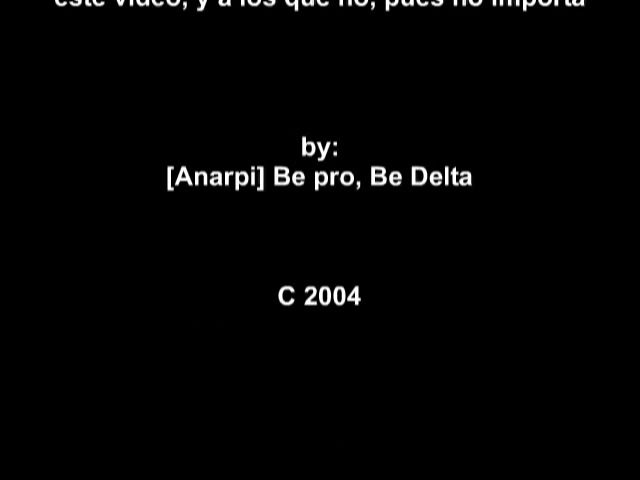 este video, y a los que no, pues no importa
by:
[Anarpi] Be pro, Be Delta
C 2004